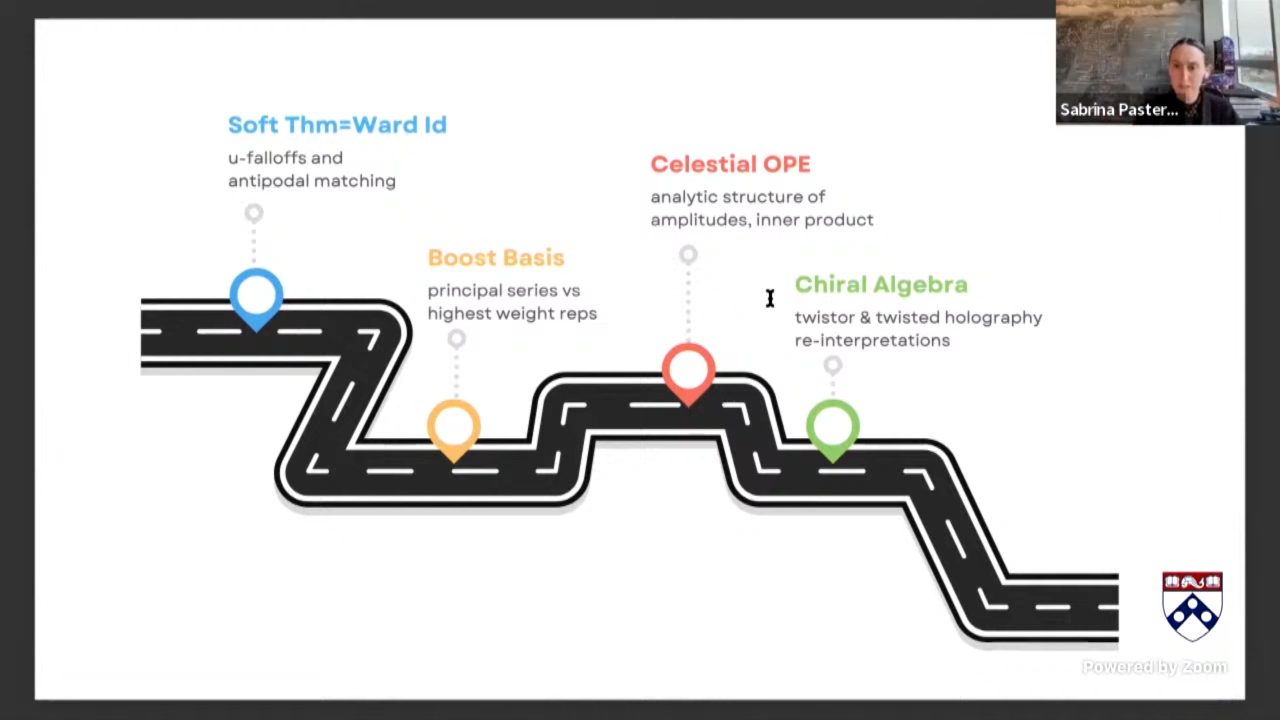 Sabrina Paster...
Soft Thm=Ward Id
u-falloffs and
antipodal matching
Boost Basis
principal series vs
highest weight reps
Celestial OPE
analytic structure of
amplitudes, inner product
Chiral Algebra
twistor & twisted holography
re-interpretations
Powered by Zoom